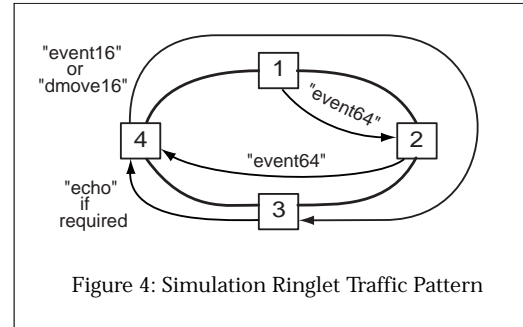 "event16"
or
"dmove16"
1
"event64"
4
2
"event64"
"echo"
if
required
3
Figure 4: Simulation Ringlet Traffic Pattern